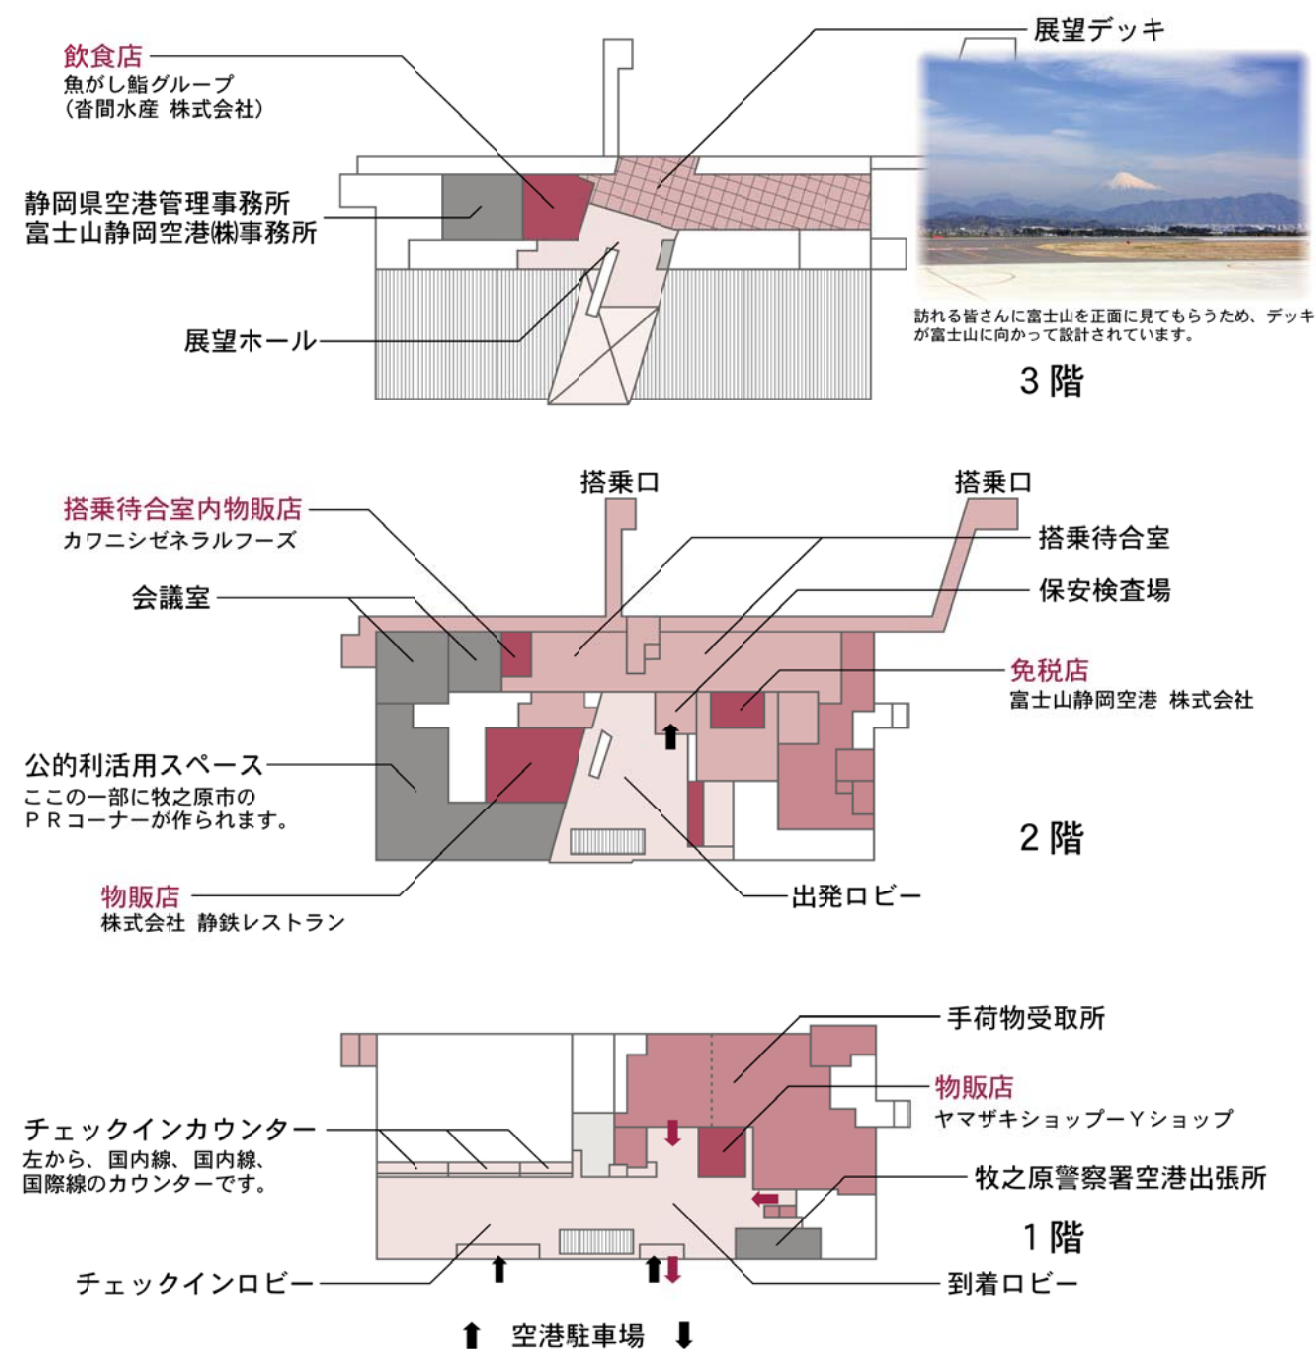 展望デッキ
飲食店
魚がし鮨グループ
（沓間水産 株式会社）
静岡県空港管理事務所
富士山静岡空港㈱事務所
展望ホール
訪れる皆さんに富士山を正面に見てもらうため、デッキ
が富士山に向かって設計されています。
3階
搭乗口
搭乗口
搭乗待合室内物販店
カワニシゼネラルフーズ
搭乗待合室
会議室
保安検査場
免税店
富士山静岡空港 株式会社
公的利活用スペース
ここの一部に牧之原市の
ＰＲコーナーが作られます。
2階
物販店
株式会社 静鉄レストラン
出発ロビー
手荷物受取所
物販店
ヤマザキショップーＹショップ
チェックインカウンター
左から、国内線、国内線、
国際線のカウンターです。
牧之原警察署空港出張所
1階
チェックインロビー
到着ロビー
空港駐車場